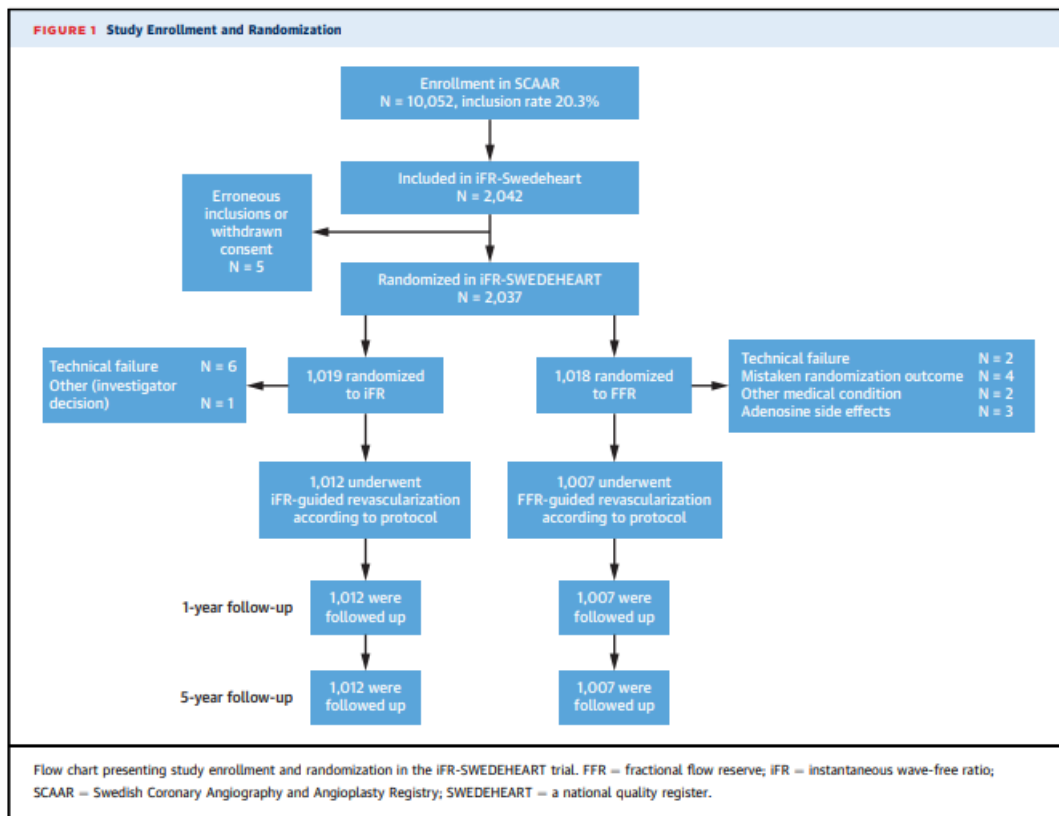 FIGURE 1 Study Enrollment and Randomization
Enrollment in SCAAR
N = 10,052, inclusion rate 20.3%
Included in iFR-Swedeheart
N = 2,042
Erroneous
inclusions or
withdrawn
consent
N = 5
Randomized in iFR-SWEDEHEART
N = 2,037
Technical failure N = 6
Other (investigator
decision) N = 1
1,019 randomized
to iFR
1,018 randomized
to FFR
Technical failure N = 2
Mistaken randomization outcome N = 4
Other medical condition N = 2
Adenosine side effects N = 3
1,012 underwent
iFR-guided revascularization
according to protocol
1,007 underwent
FFR-guided revascularization
according to protocol
1-year follow-up
1,012 were
followed up
1,007 were
followed up
5-year follow-up
1,012 were
followed up
1,007 were
followed up
Flow chart presenting study enrollment and randomization in the iFR-SWEDEHEART trial. FFR = fractional flow reserve; iFR = instantaneous wave-free ratio;
SCAAR = Swedish Coronary Angiography and Angioplasty Registry; SWEDEHEART = a national quality register.